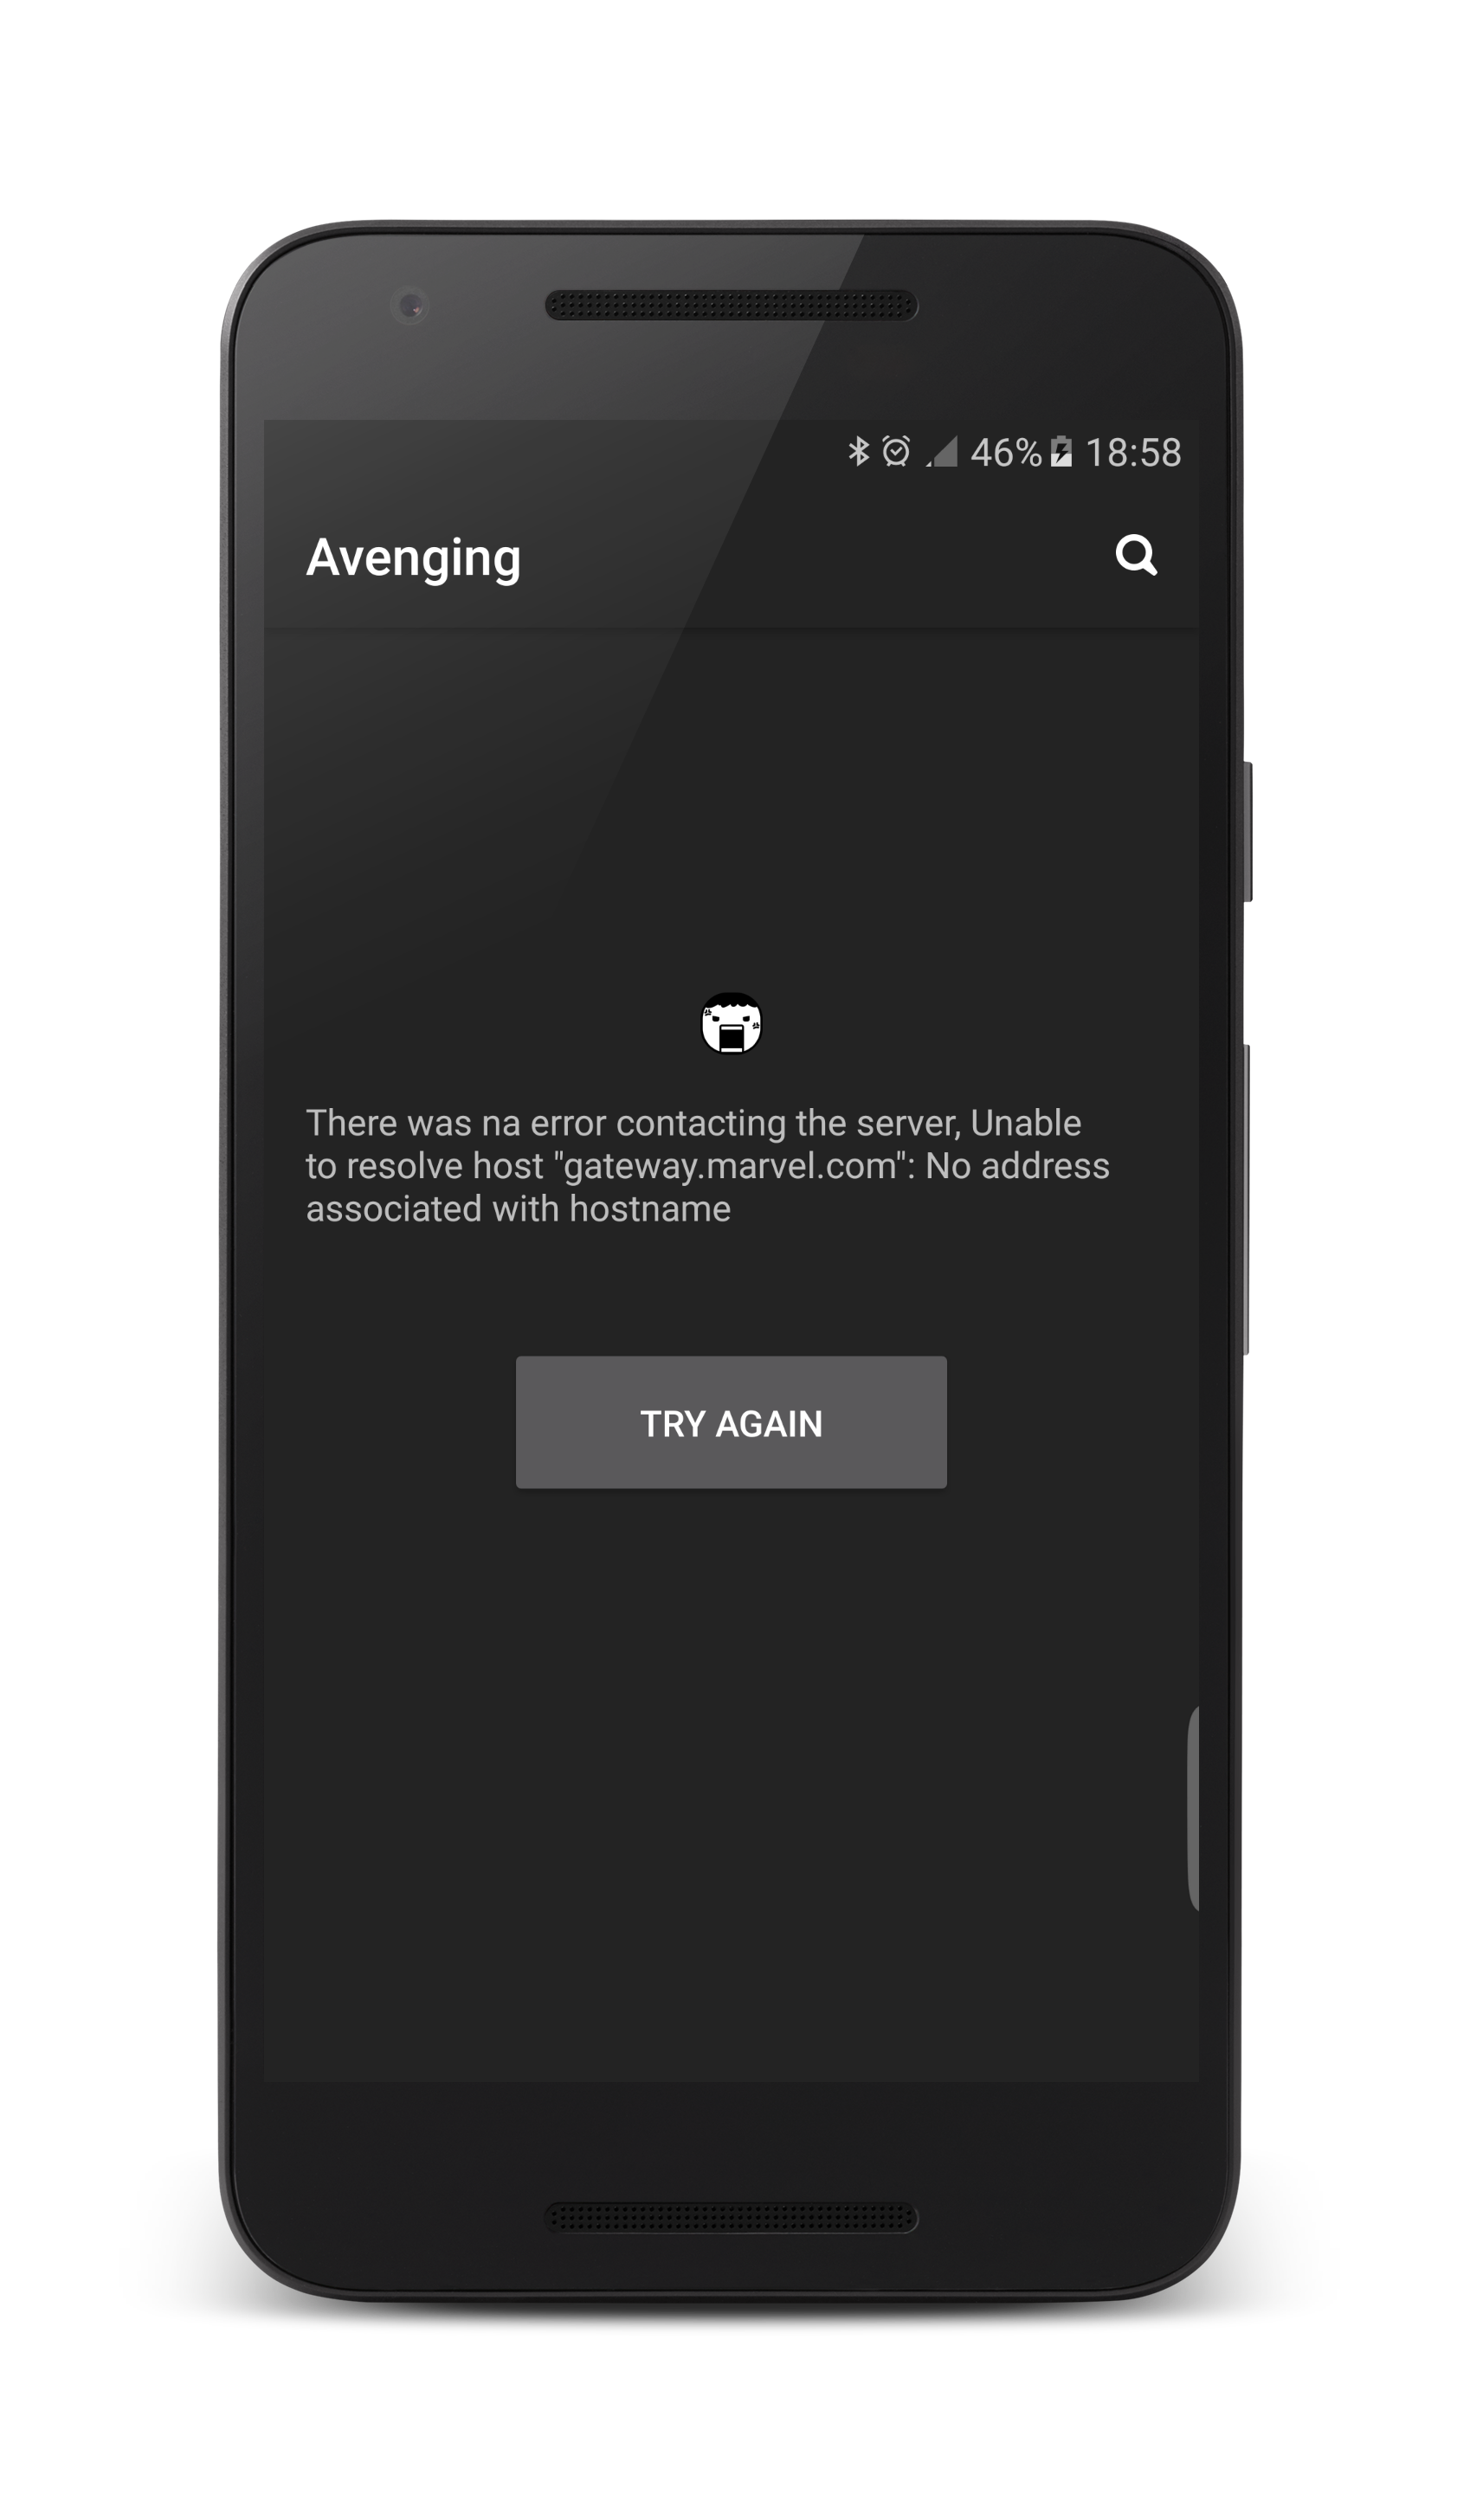 46% 18:58
Avenging
There was na error contacting the server, Unable
to resolve host "gateway.marvel.com": No address
associated with hostname
TRY AGAIN